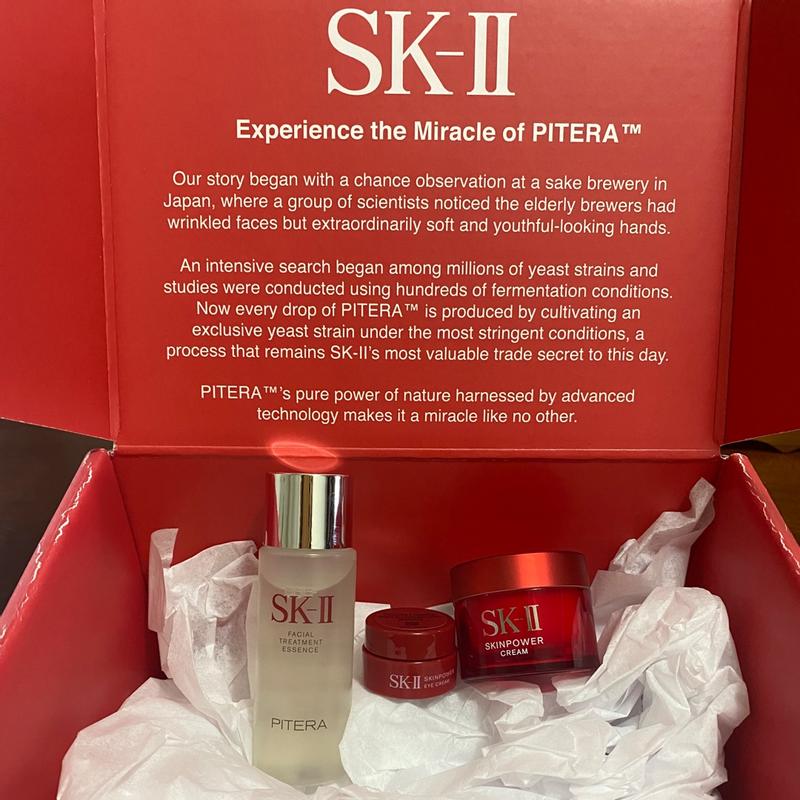 SK-II
Experience the Miracle of PITERA™
Our story began with a chance observation at a sake brewery in
Japan, where a group of scientists noticed the elderly brewers had
wrinkled faces but extraordinarily soft and youthful-looking hands.
An intensive search began among millions of yeast strains and
studies were conducted using hundreds of fermentation conditions.
Now every drop of PITERA™ is produced by cultivating an
exclusive yeast strain under the most stringent conditions, a
process that remains SK-II's most valuable trade secret to this day.
PITERA™'s pure power of nature harnessed by advanced
technology makes it a miracle like no other.
SK-II
FACIAL
TREATMENT
ESSENCE
PITERA
SK-II SKINPOWER
EYE CREAM
SK-II
SKINPOWER
CREAM